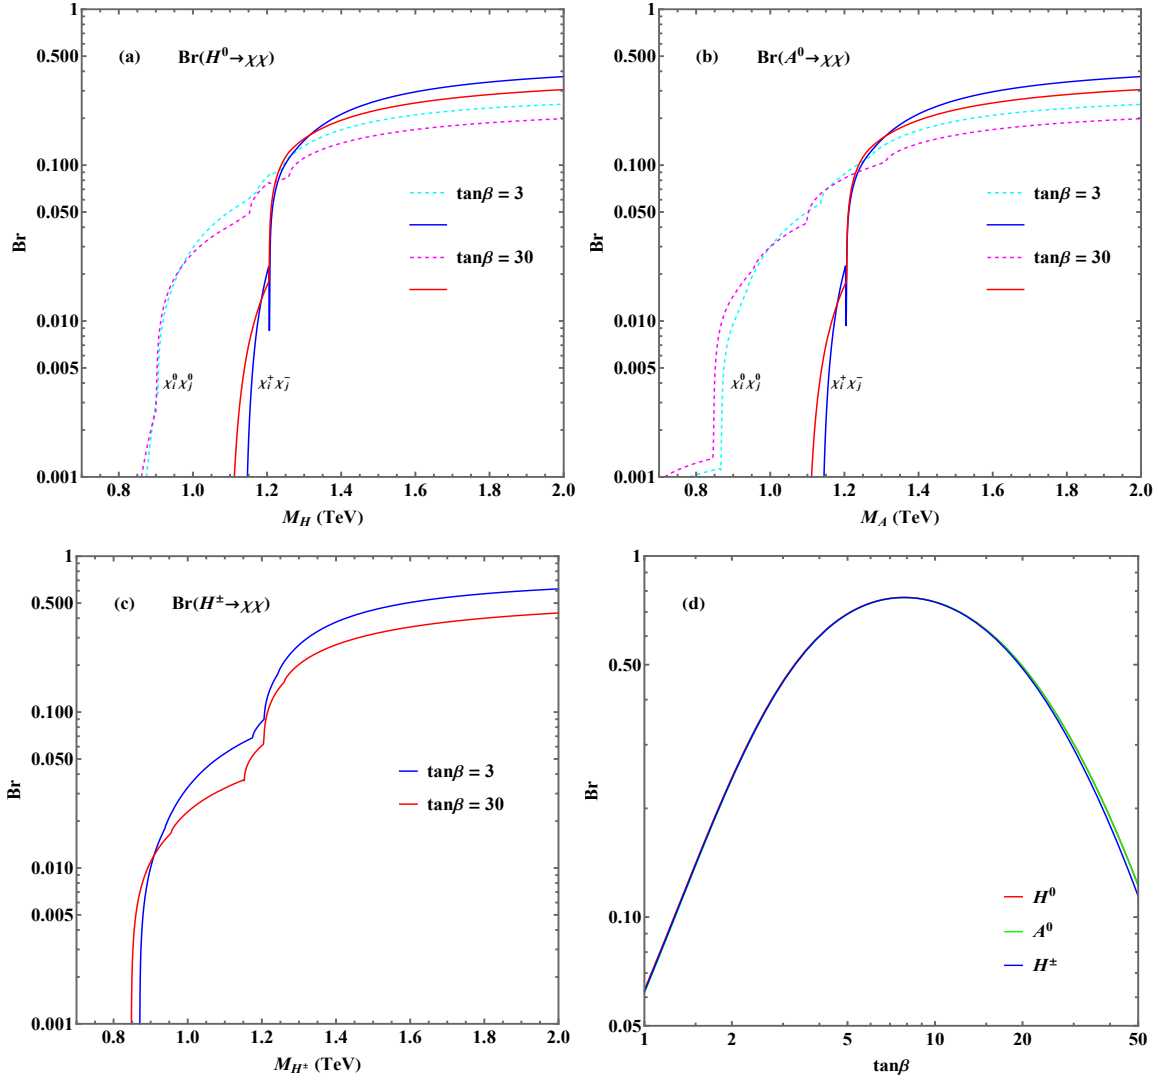 (a) Br(H⁰→χχ)
Br
1
0.500
0.100
0.050
0.010
0.005
0.001
tanβ = 3
tanβ = 30
χᵢ⁰χⱼ⁰
χᵢ⁺χⱼ⁻
0.8 1.0 1.2 1.4 1.6 1.8 2.0
M_H (TeV)
(b) Br(A⁰→χχ)
Br
1
0.500
0.100
0.050
0.010
0.005
0.001
tanβ = 3
tanβ = 30
χᵢ⁰χⱼ⁰
χᵢ⁺χⱼ⁻
0.8 1.0 1.2 1.4 1.6 1.8 2.0
M_A (TeV)
(c) Br(H±→χχ)
Br
1
0.500
0.100
0.050
0.010
0.005
0.001
tanβ = 3
tanβ = 30
0.8 1.0 1.2 1.4 1.6 1.8 2.0
M_H± (TeV)
(d)
Br
1
0.50
0.10
0.05
H⁰
A⁰
H±
1 2 5 10 20 50
tanβ